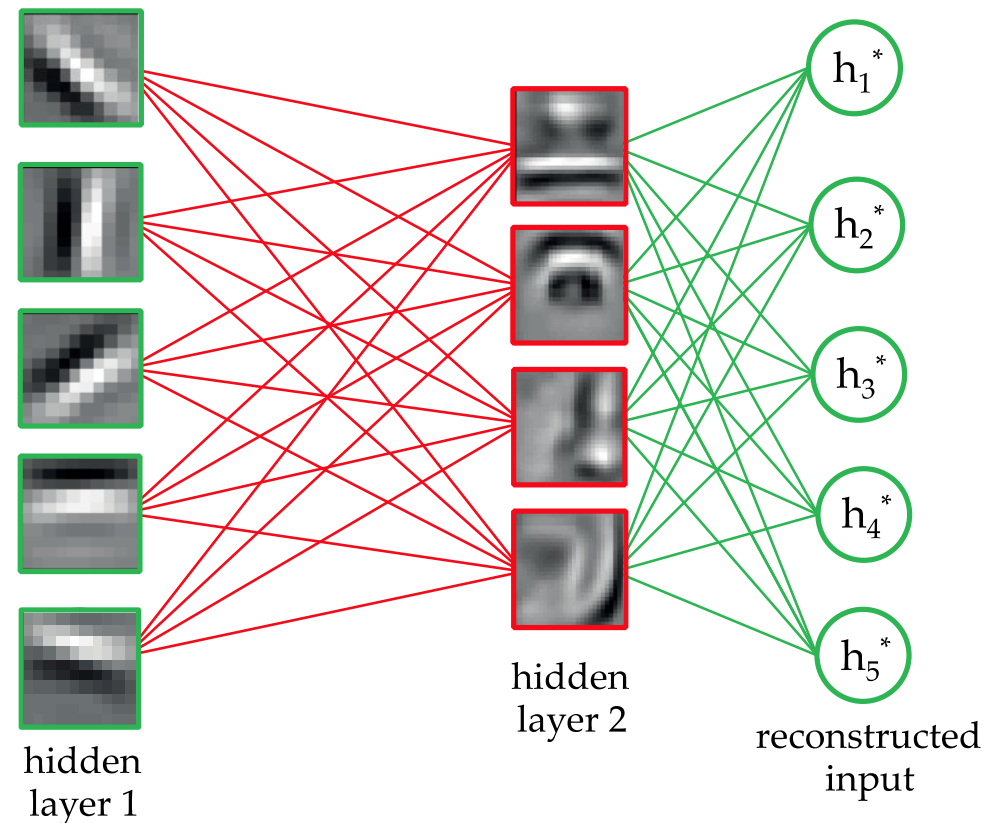 h₁*
h₂*
h₃*
h₄*
h₅*
hidden
layer 1
hidden
layer 2
reconstructed
input